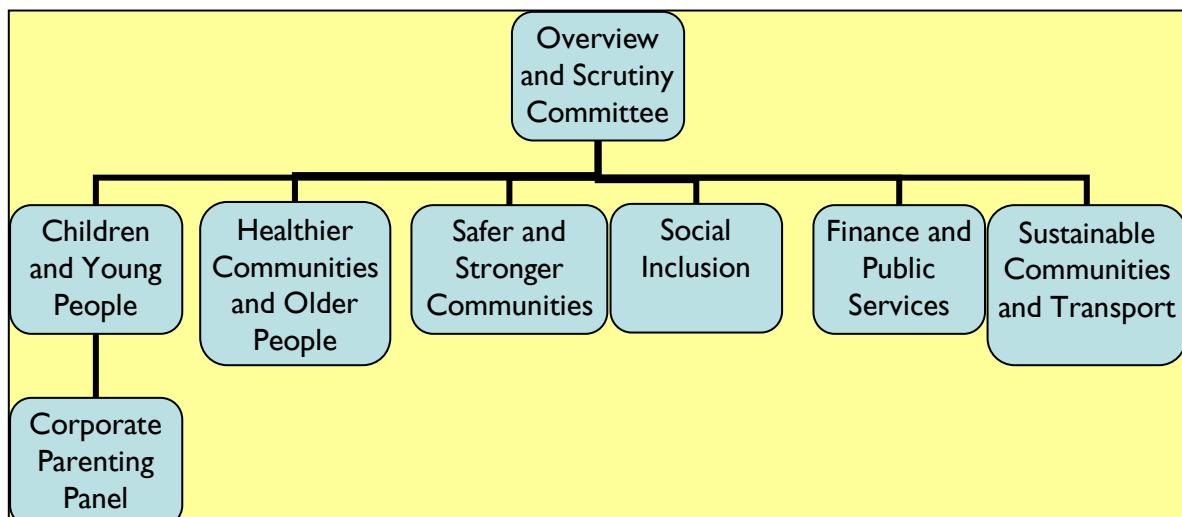 Overview
and Scrutiny
Committee
Children
and Young
People
Healthier
Communities
and Older
People
Safer and
Stronger
Communities
Social
Inclusion
Finance and
Public
Services
Sustainable
Communities
and Transport
Corporate
Parenting
Panel